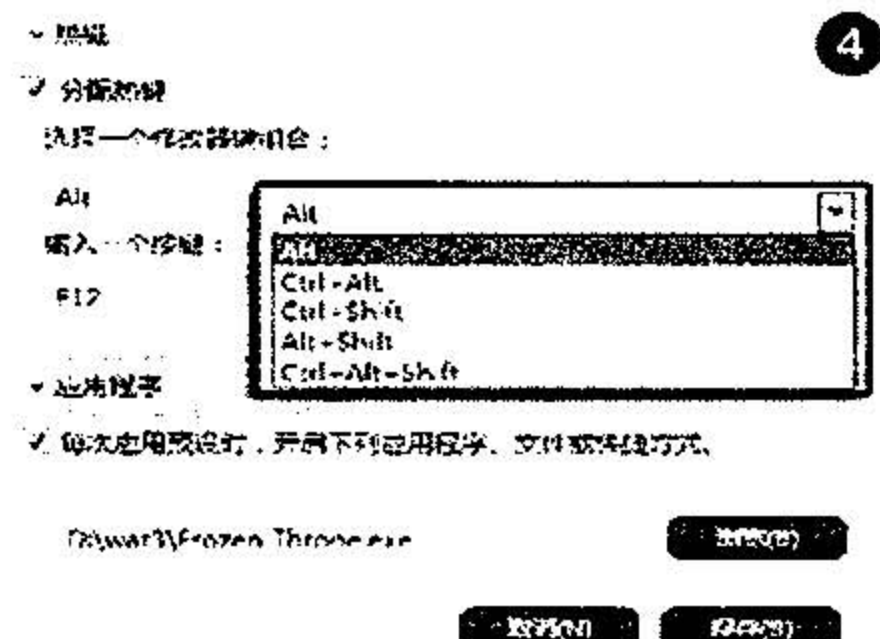 热键
4
分配热键
选择一个修改器键组合：
Alt
Alt
Alt
输入一个按键：
Ctrl+Alt
F12
Ctrl+Shift
Alt+Shift
Ctrl+Alt+Shift
应用程序
每次应用预设时，开启下列应用程序、文件或快捷方式。
D:\war3\Frozen Throne.exe